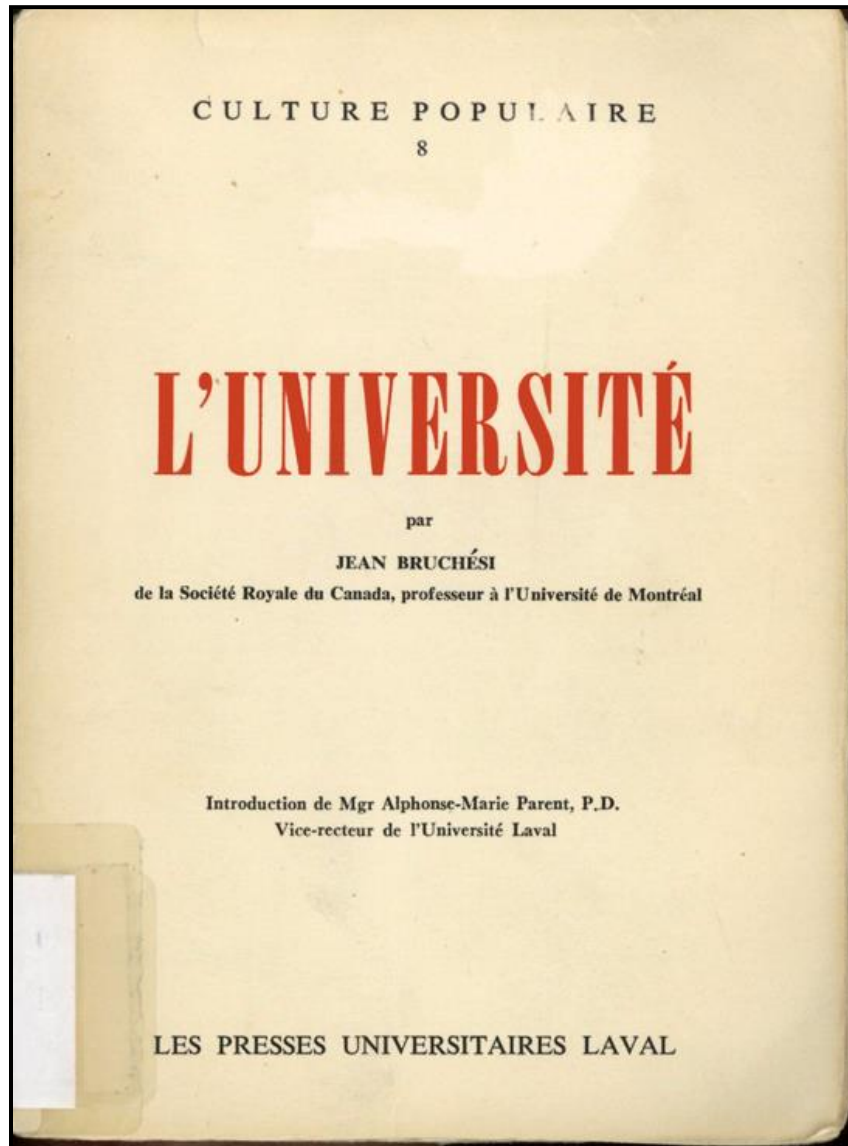 CULTURE POPULAIRE
8
L'UNIVERSITÉ
par
JEAN BRUCHÉSI
de la Société Royale du Canada, professeur à l'Université de Montréal
Introduction de Mgr Alphonse-Marie Parent, P.D.
Vice-recteur de l'Université Laval
LES PRESSES UNIVERSITAIRES LAVAL